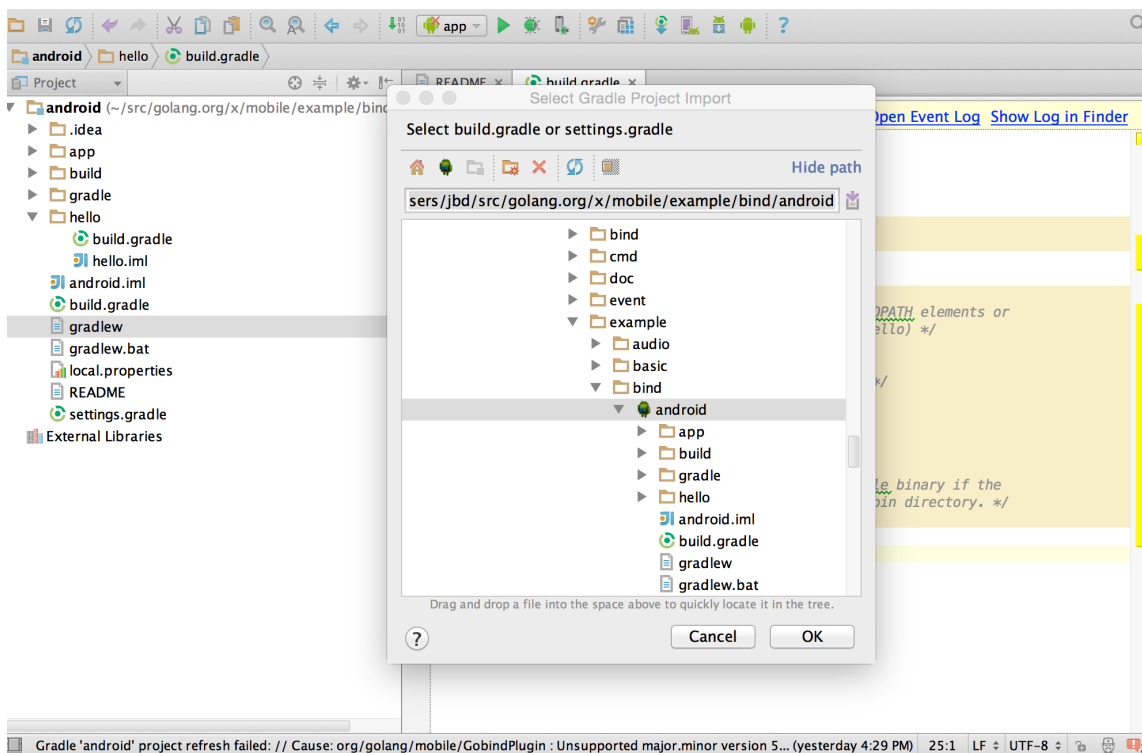 app
android
hello
build.gradle
Project
README
build.gradle
android (~/src/golang.org/x/mobile/example/bind
.idea
app
build
gradle
hello
build.gradle
hello.iml
android.iml
build.gradle
gradlew
gradlew.bat
local.properties
README
settings.gradle
External Libraries
Select Gradle Project Import
Select build.gradle or settings.gradle
Hide path
sers/jbd/src/golang.org/x/mobile/example/bind/android
bind
cmd
doc
event
example
audio
basic
bind
android
app
build
gradle
hello
android.iml
build.gradle
gradlew
gradlew.bat
Drag and drop a file into the space above to quickly locate it in the tree.
?
Cancel
OK
Open Event Log Show Log in Finder
OPATH elements or
ello) */
*/
le binary if the
bin directory. */
Gradle 'android' project refresh failed: // Cause: org/golang/mobile/GobindPlugin : Unsupported major.minor version 5... (yesterday 4:29 PM) 25:1 LF UTF-8